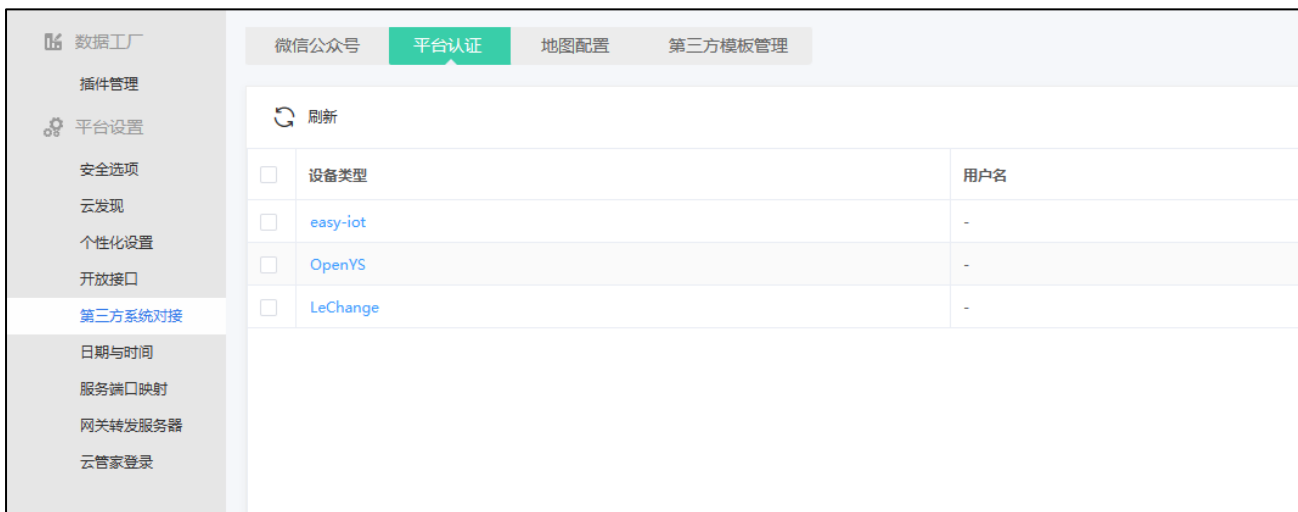 数据工厂
插件管理
平台设置
安全选项
云发现
个性化设置
开放接口
第三方系统对接
日期与时间
服务端口映射
网关转发服务器
云管家登录
微信公众号 平台认证 地图配置 第三方模板管理
刷新
设备类型 用户名
easy-iot -
OpenYS -
LeChange -